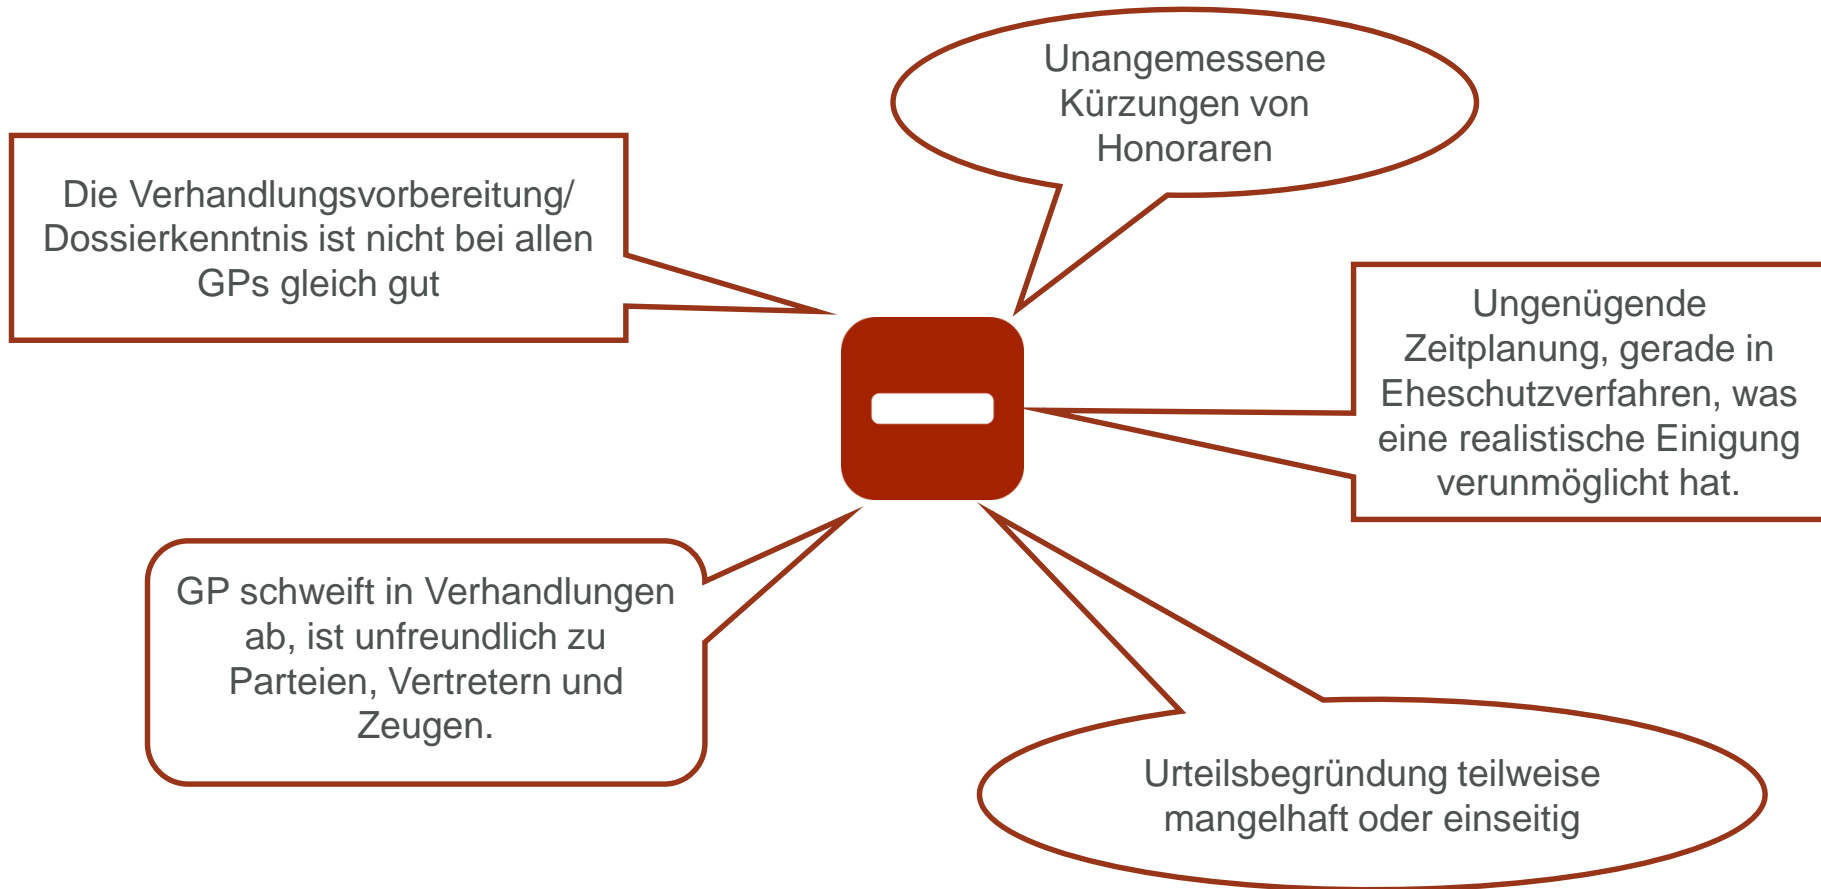 Unangemessene
Kürzungen von
Honoraren
Die Verhandlungsvorbereitung/
Dossierkenntnis ist nicht bei allen
GPs gleich gut
Ungenügende
Zeitplanung, gerade in
Eheschutzverfahren, was
eine realistische Einigung
verunmöglicht hat.
GP schweift in Verhandlungen
ab, ist unfreundlich zu
Parteien, Vertretern und
Zeugen.
Urteilsbegründung teilweise
mangelhaft oder einseitig